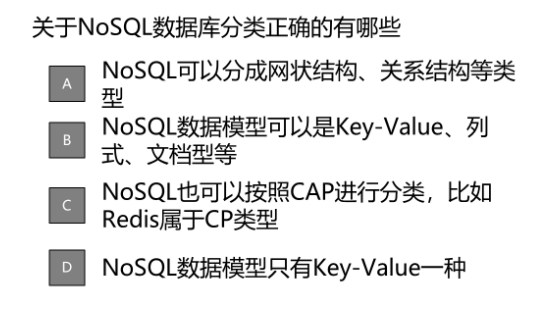 关于NoSQL数据库分类正确的有哪些
A
NoSQL可以分成网状结构、关系结构等类
型
B
NoSQL数据模型可以是Key-Value、列
式、文档型等
C
NoSQL也可以按照CAP进行分类，比如
Redis属于CP类型
D
NoSQL数据模型只有Key-Value一种